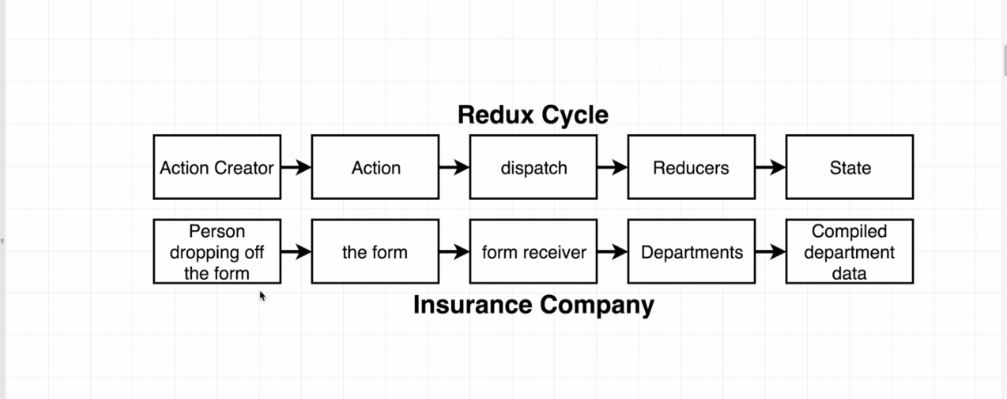 Redux Cycle
Action Creator
Action
dispatch
Reducers
State
Person
dropping off
the form
the form
form receiver
Departments
Compiled
department
data
Insurance Company